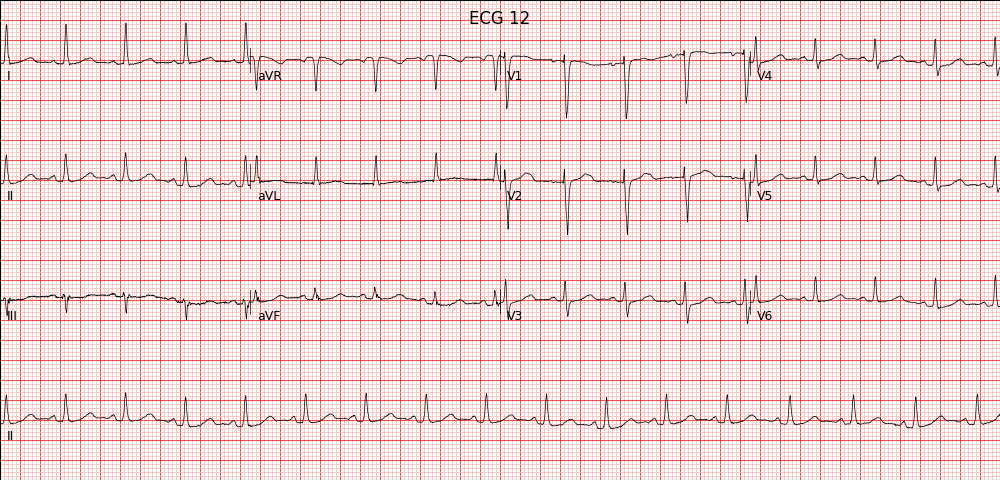 ECG 12
I aVR V1 V4
II aVL V2 V5
III aVF V3 V6
II